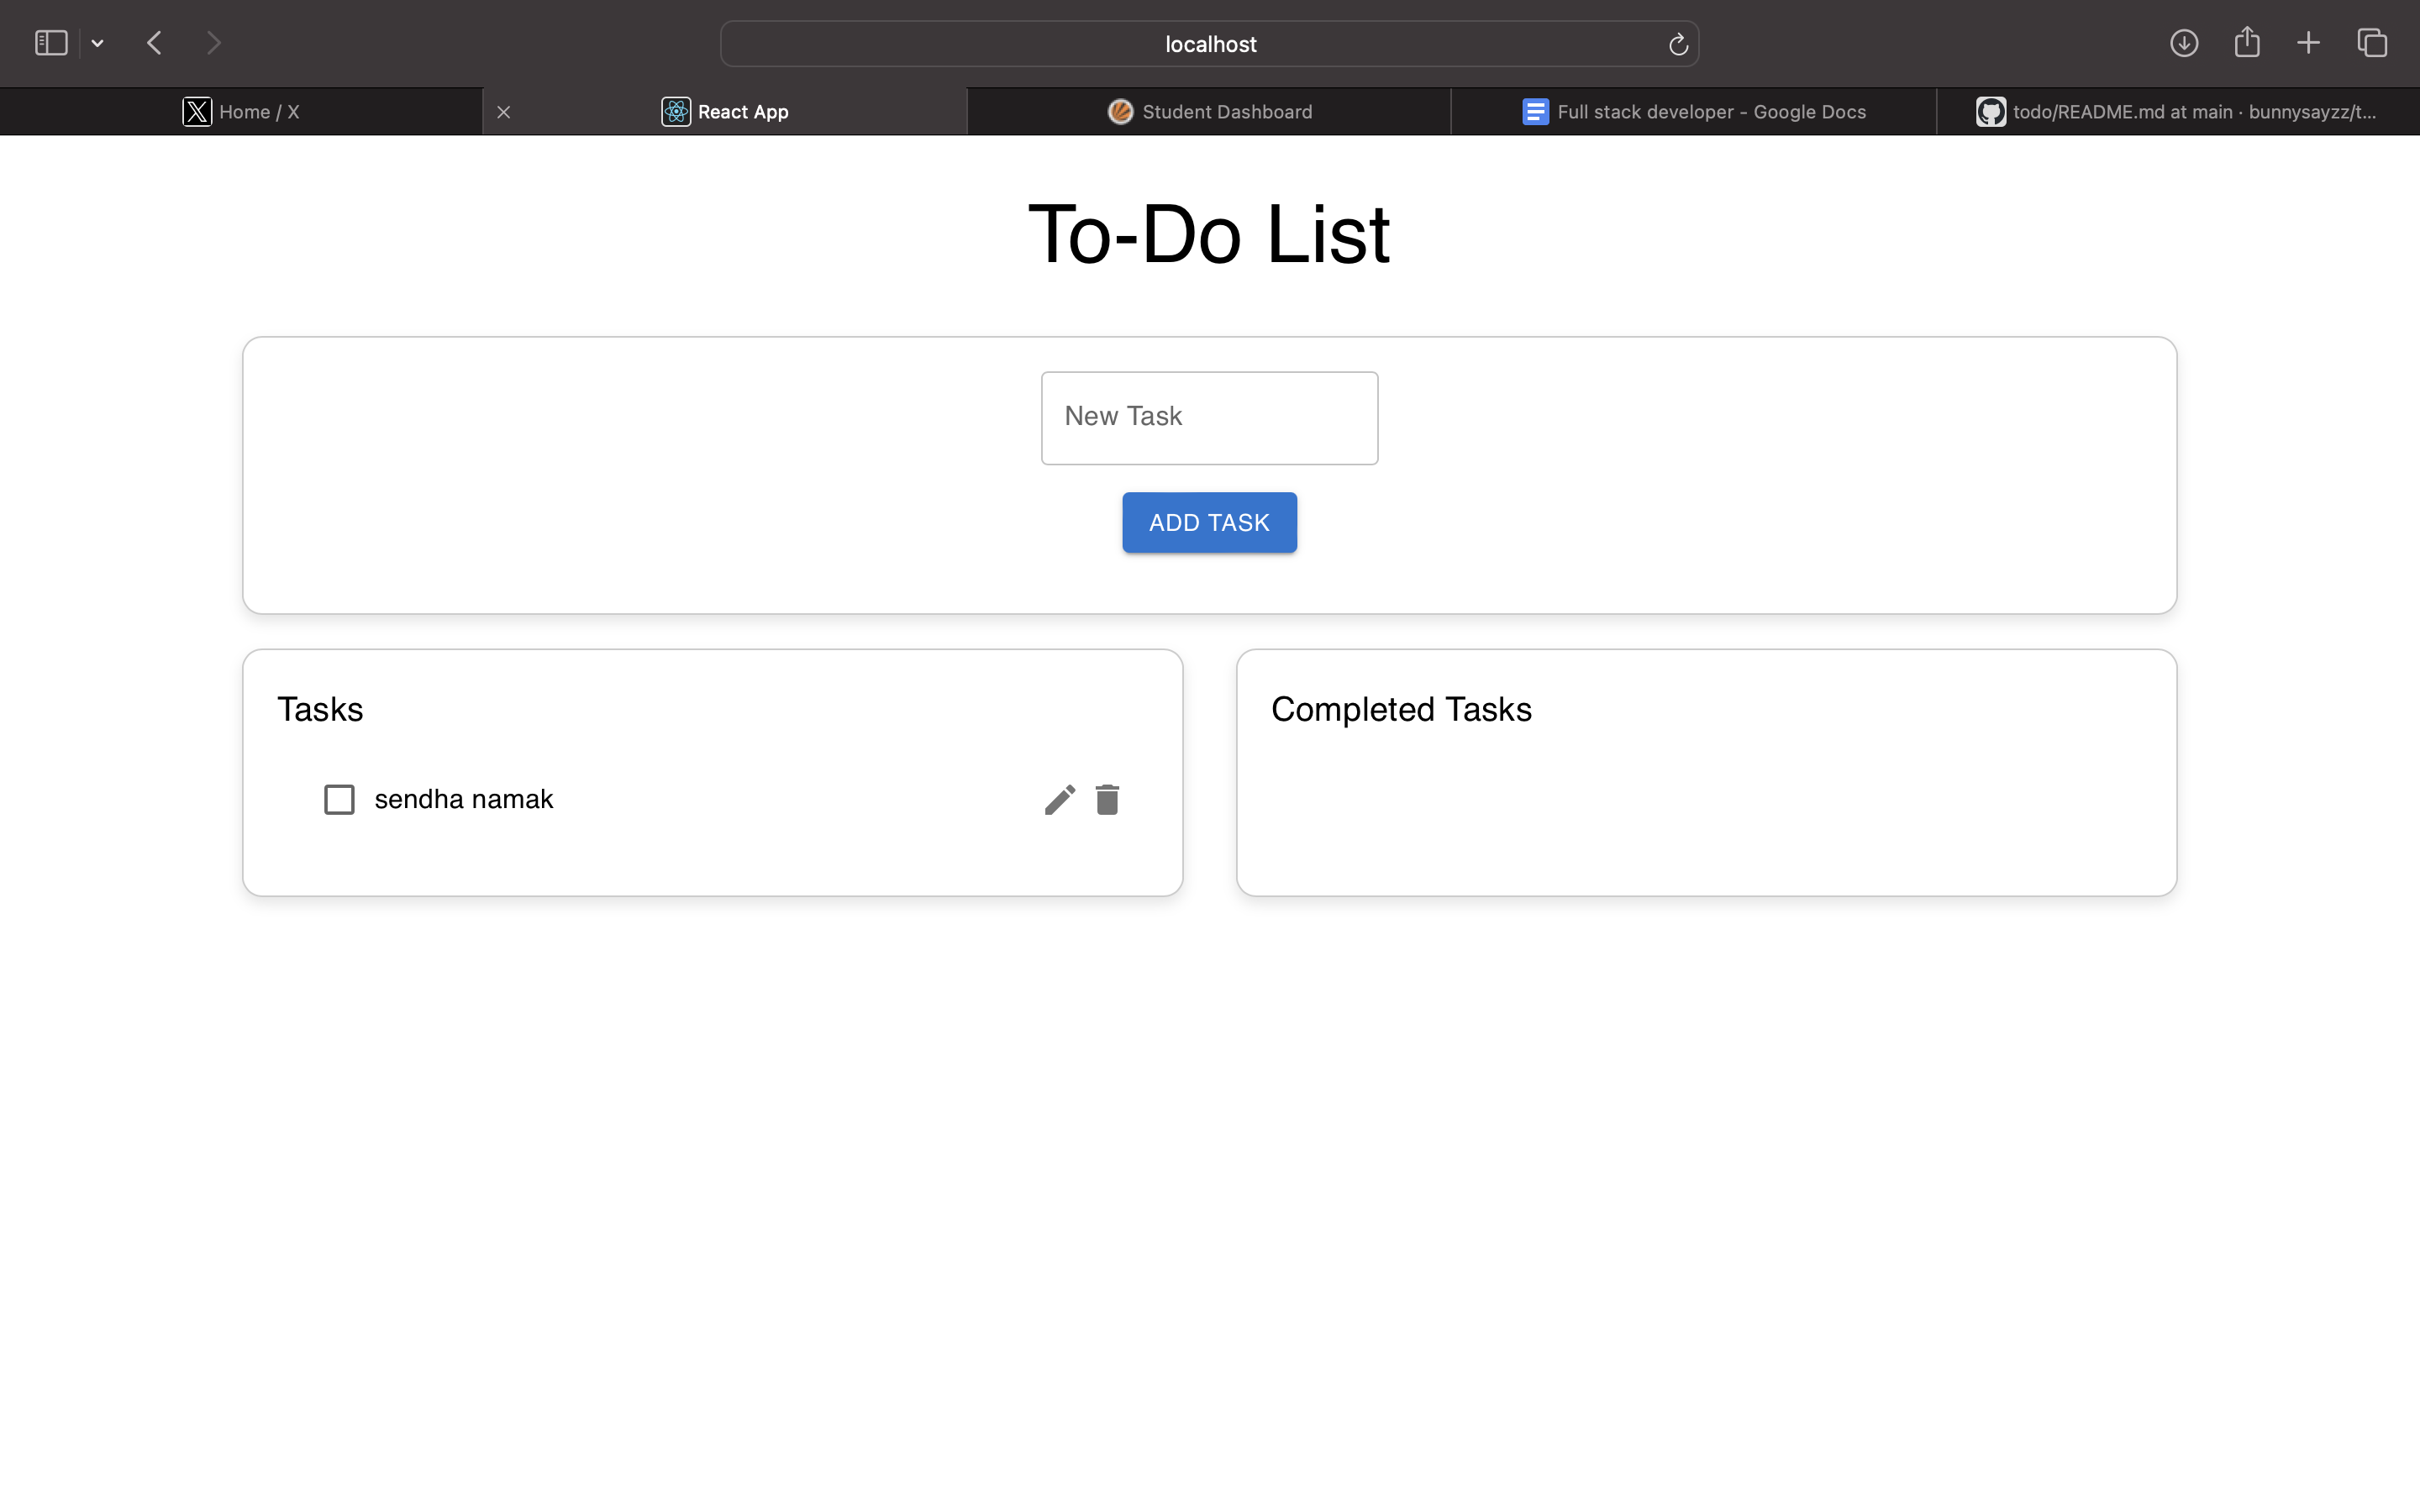 localhost
Home / X
React App
Student Dashboard
Full stack developer - Google Docs
todo/README.md at main · bunnysayzz/t...
To-Do List
New Task
ADD TASK
Tasks
sendha namak
Completed Tasks